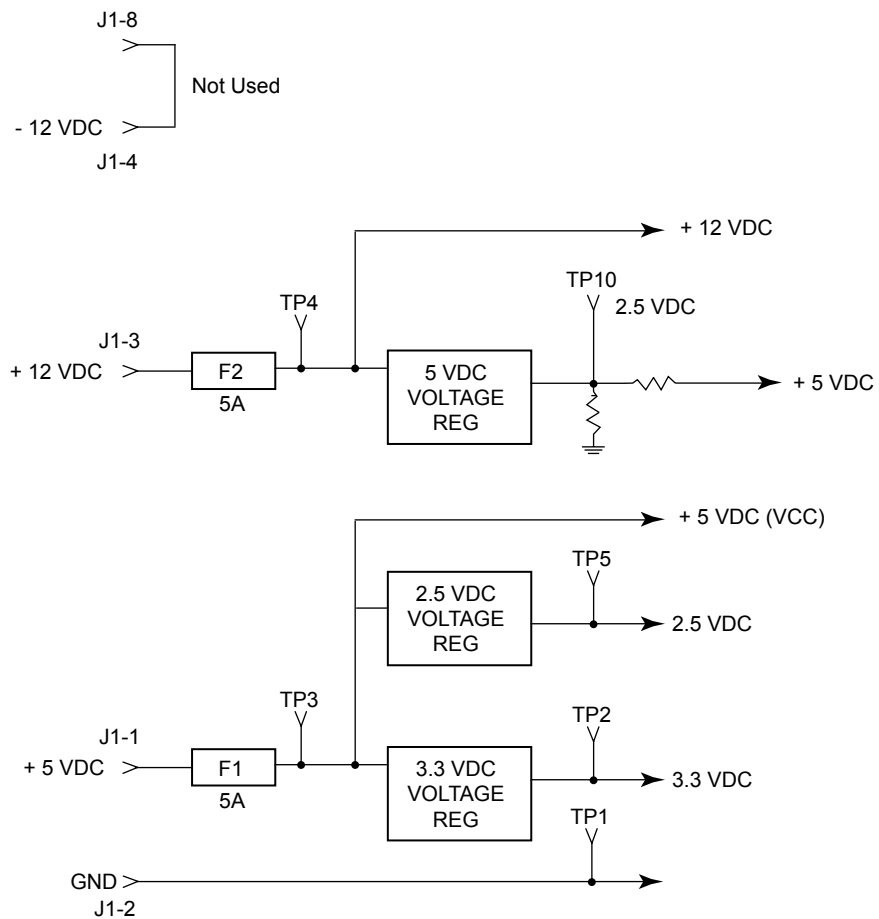 J1-8
Not Used
- 12 VDC
J1-4
+ 12 VDC
TP10
2.5 VDC
TP4
J1-3
+ 12 VDC
F2
5A
5 VDC
VOLTAGE
REG
+ 5 VDC
+ 5 VDC (VCC)
TP5
2.5 VDC
VOLTAGE
REG
2.5 VDC
TP3
TP2
J1-1
+ 5 VDC
F1
5A
3.3 VDC
VOLTAGE
REG
3.3 VDC
TP1
GND
J1-2